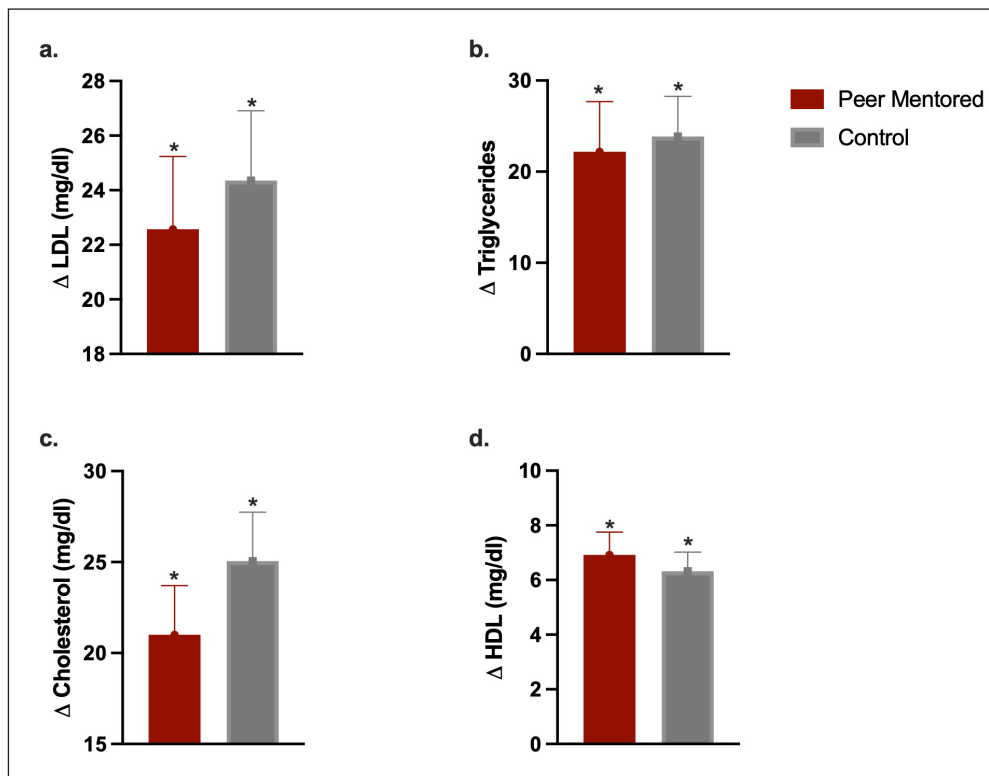 a.
28
26
24
22
20
18
Δ LDL (mg/dl)
*
*
b.
30
20
10
0
Δ Triglycerides
*
*
Peer Mentored
Control
c.
30
25
20
15
Δ Cholesterol (mg/dl)
*
*
d.
10
8
6
4
2
0
Δ HDL (mg/dl)
*
*